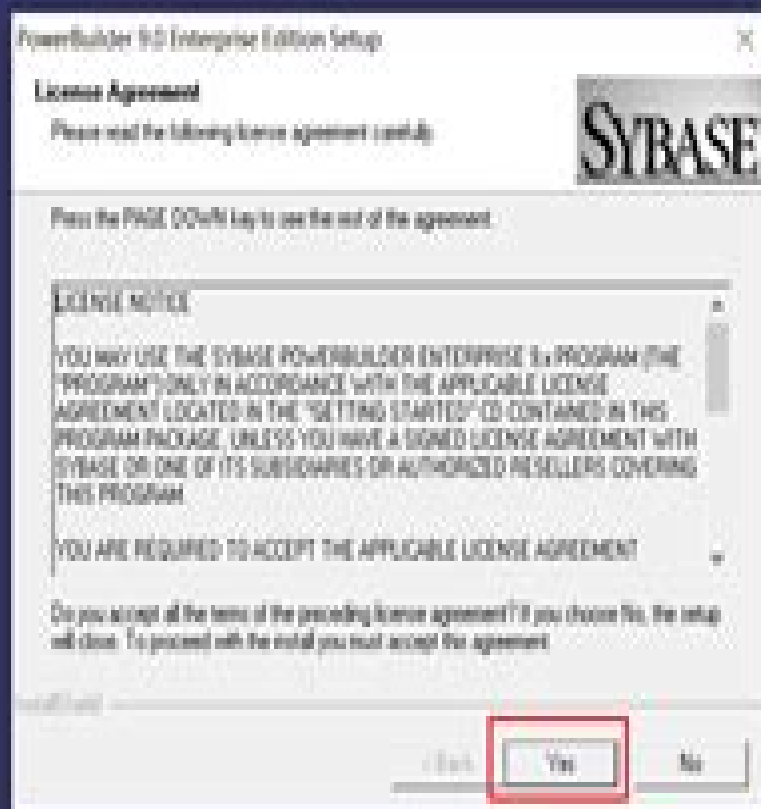 PowerBuilder 9.0 Enterprise Edition Setup
License Agreement
Please read the following license agreement carefully.
SYBASE
Press the PAGE DOWN key to see the rest of the agreement.
LICENSE NOTICE
YOU MAY USE THE SYBASE POWERBUILDER ENTERPRISE 9.x PROGRAM (THE
"PROGRAM") ONLY IN ACCORDANCE WITH THE APPLICABLE LICENSE
AGREEMENT LOCATED IN THE "GETTING STARTED" CD CONTAINED IN THIS
PROGRAM PACKAGE, UNLESS YOU HAVE A SIGNED LICENSE AGREEMENT WITH
SYBASE OR ONE OF ITS SUBSIDIARIES OR AUTHORIZED RESELLERS COVERING
THIS PROGRAM.
YOU ARE REQUIRED TO ACCEPT THE APPLICABLE LICENSE AGREEMENT
Do you accept all the terms of the preceding license agreement? If you choose No, the setup
will close. To proceed with the install you must accept this agreement.
InstallShield
< Back
Yes
No